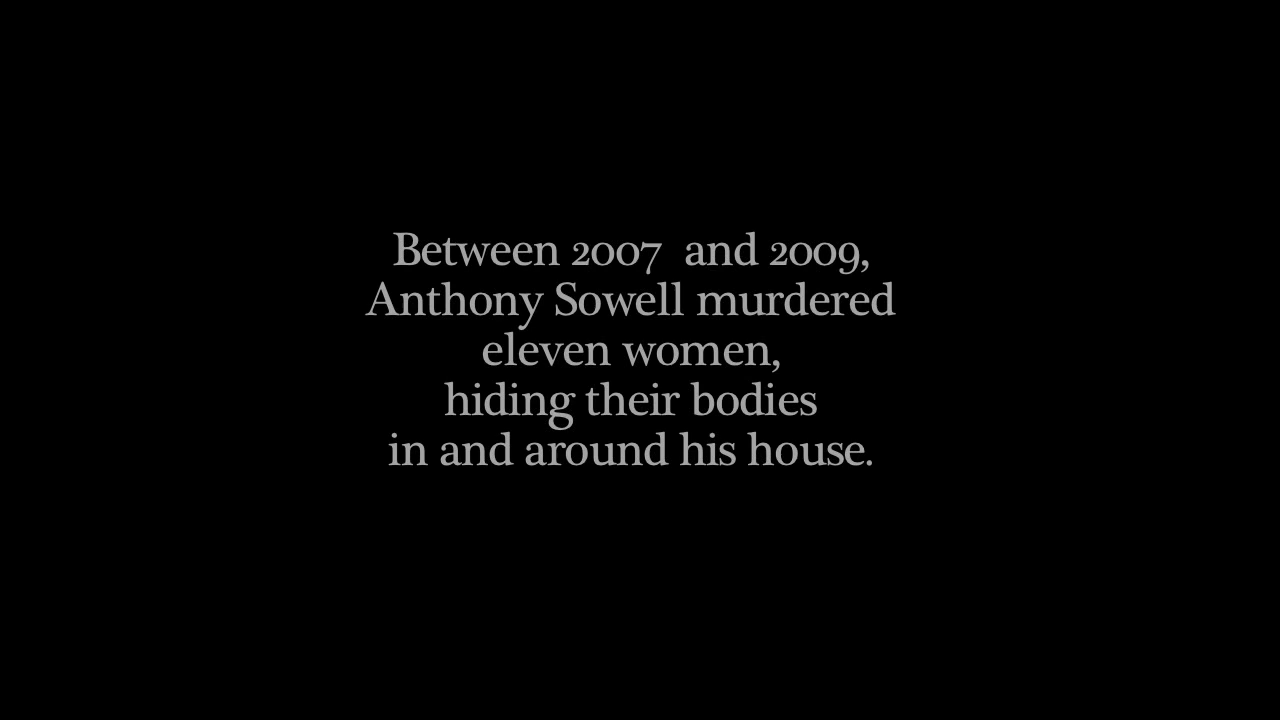 Between 2007  and 2009,
Anthony Sowell murdered
eleven women,
hiding their bodies
in and around his house.